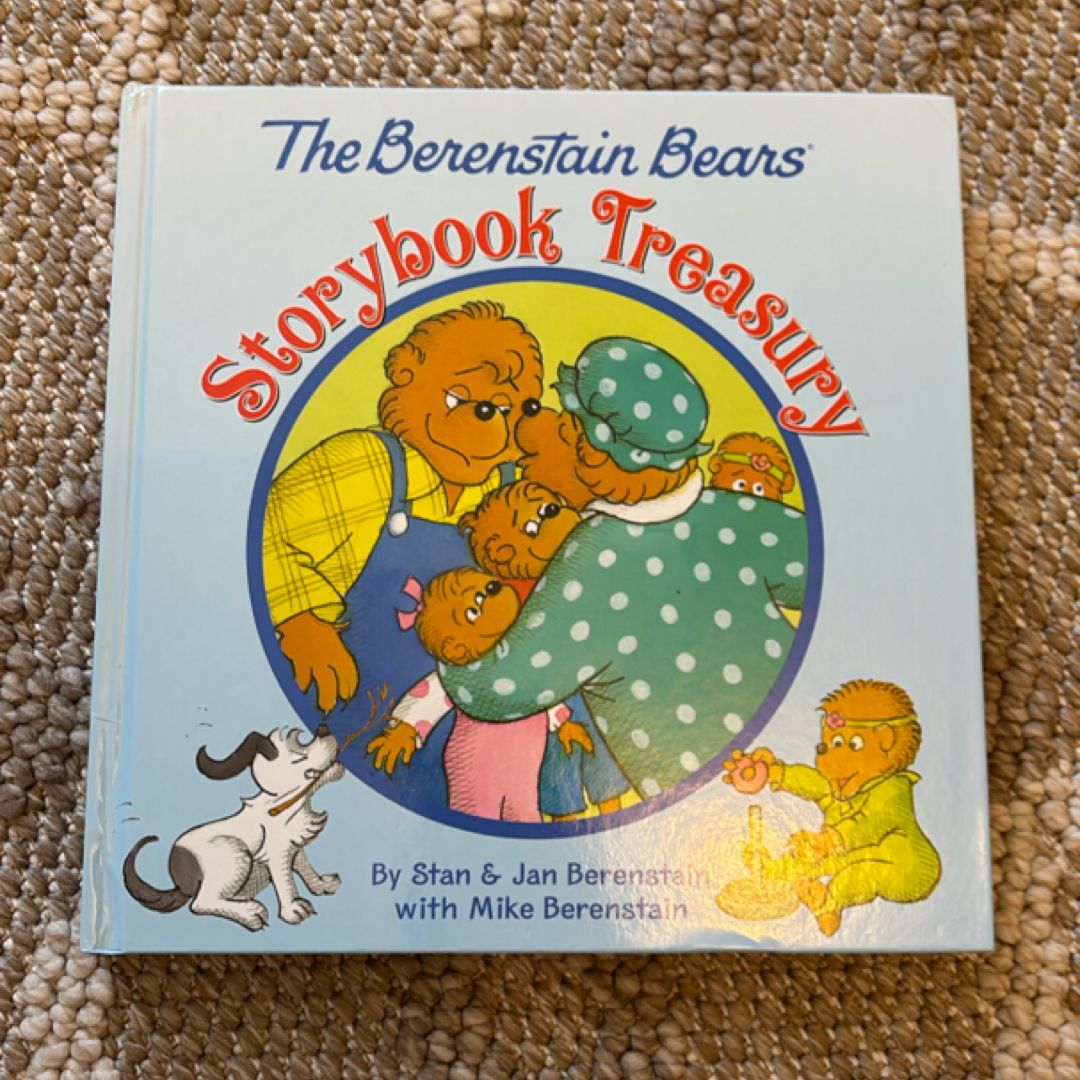 The Berenstain Bears®
Storybook Treasury
By Stan & Jan Berenstain
with Mike Berenstain